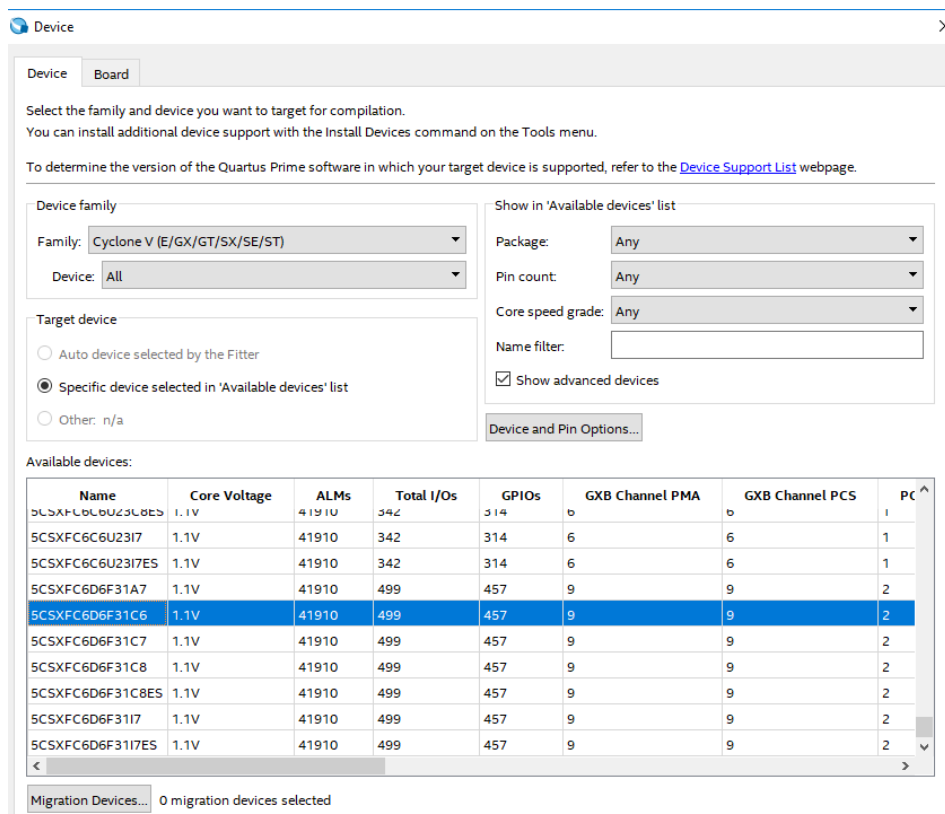 Device
Device Board
Select the family and device you want to target for compilation.
You can install additional device support with the Install Devices command on the Tools menu.
To determine the version of the Quartus Prime software in which your target device is supported, refer to the Device Support List webpage.
Device family
Family: Cyclone V (E/GX/GT/SX/SE/ST)
Device: All
Target device
Auto device selected by the Fitter
Specific device selected in 'Available devices' list
Other: n/a
Show in 'Available devices' list
Package: Any
Pin count: Any
Core speed grade: Any
Name filter:
Show advanced devices
Device and Pin Options...
Available devices:
Name Core Voltage ALMs Total I/Os GPIOs GXB Channel PMA GXB Channel PCS PC
5CSXFC6C6U23C8ES 1.1V 41910 342 314 6 6 1
5CSXFC6C6U23I7 1.1V 41910 342 314 6 6 1
5CSXFC6C6U23I7ES 1.1V 41910 342 314 6 6 1
5CSXFC6D6F31A7 1.1V 41910 499 457 9 9 2
5CSXFC6D6F31C6 1.1V 41910 499 457 9 9 2
5CSXFC6D6F31C7 1.1V 41910 499 457 9 9 2
5CSXFC6D6F31C8 1.1V 41910 499 457 9 9 2
5CSXFC6D6F31C8ES 1.1V 41910 499 457 9 9 2
5CSXFC6D6F31I7 1.1V 41910 499 457 9 9 2
5CSXFC6D6F31I7ES 1.1V 41910 499 457 9 9 2
Migration Devices... 0 migration devices selected